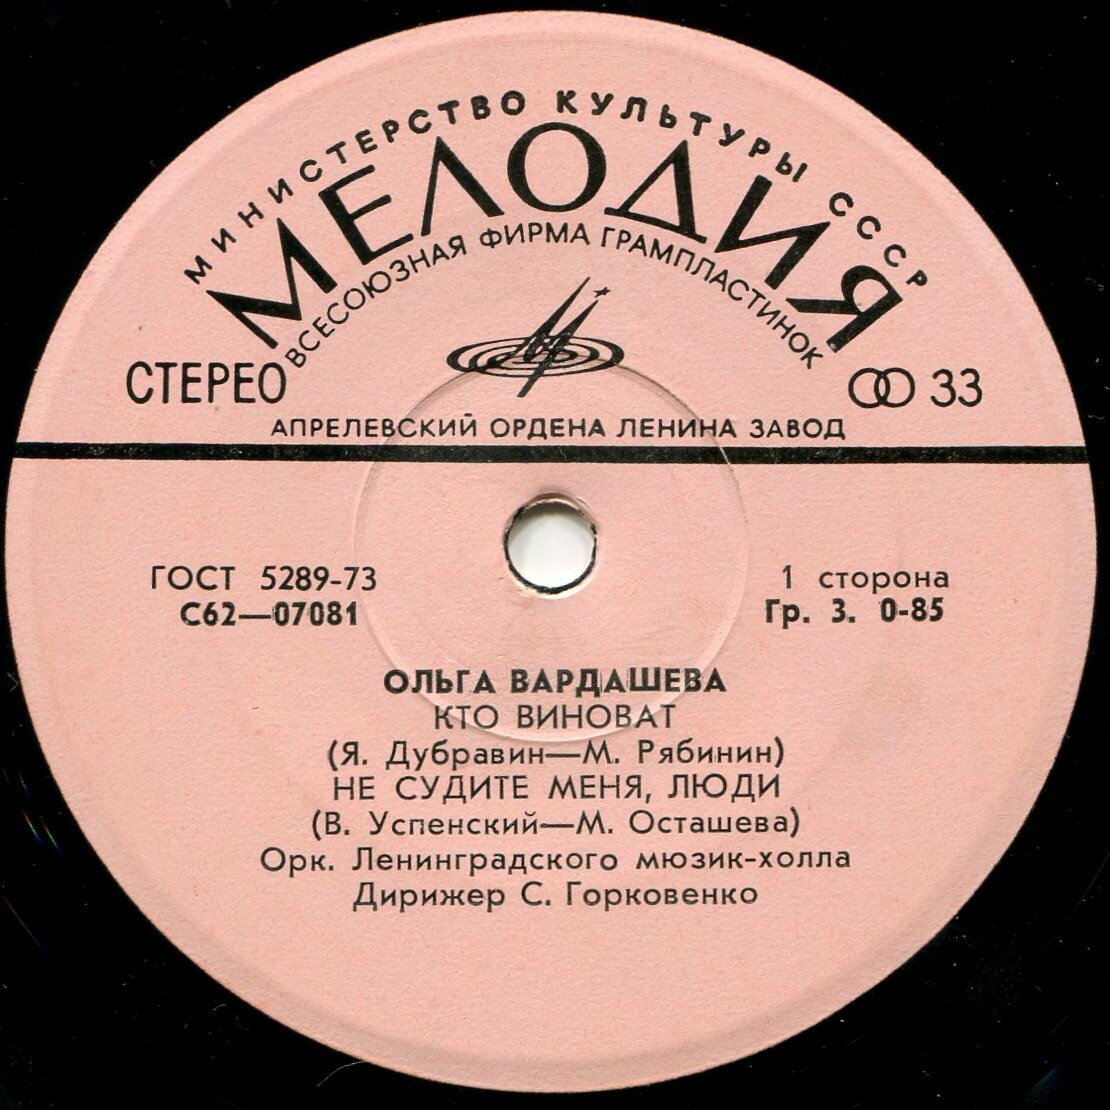 МИНИСТЕРСТВО КУЛЬТУРЫ СССР
МЕЛОДИЯ
ВСЕСОЮЗНАЯ ФИРМА ГРАМПЛАСТИНОК
СТЕРЕО
33
АПРЕЛЕВСКИЙ ОРДЕНА ЛЕНИНА ЗАВОД
ГОСТ 5289-73
С62—07081
1 сторона
Гр. 3. 0-85
ОЛЬГА ВАРДАШЕВА
КТО ВИНОВАТ
(Я. Дубравин—М. Рябинин)
НЕ СУДИТЕ МЕНЯ, ЛЮДИ
(В. Успенский—М. Осташева)
Орк. Ленинградского мюзик-холла
Дирижер С. Горковенко